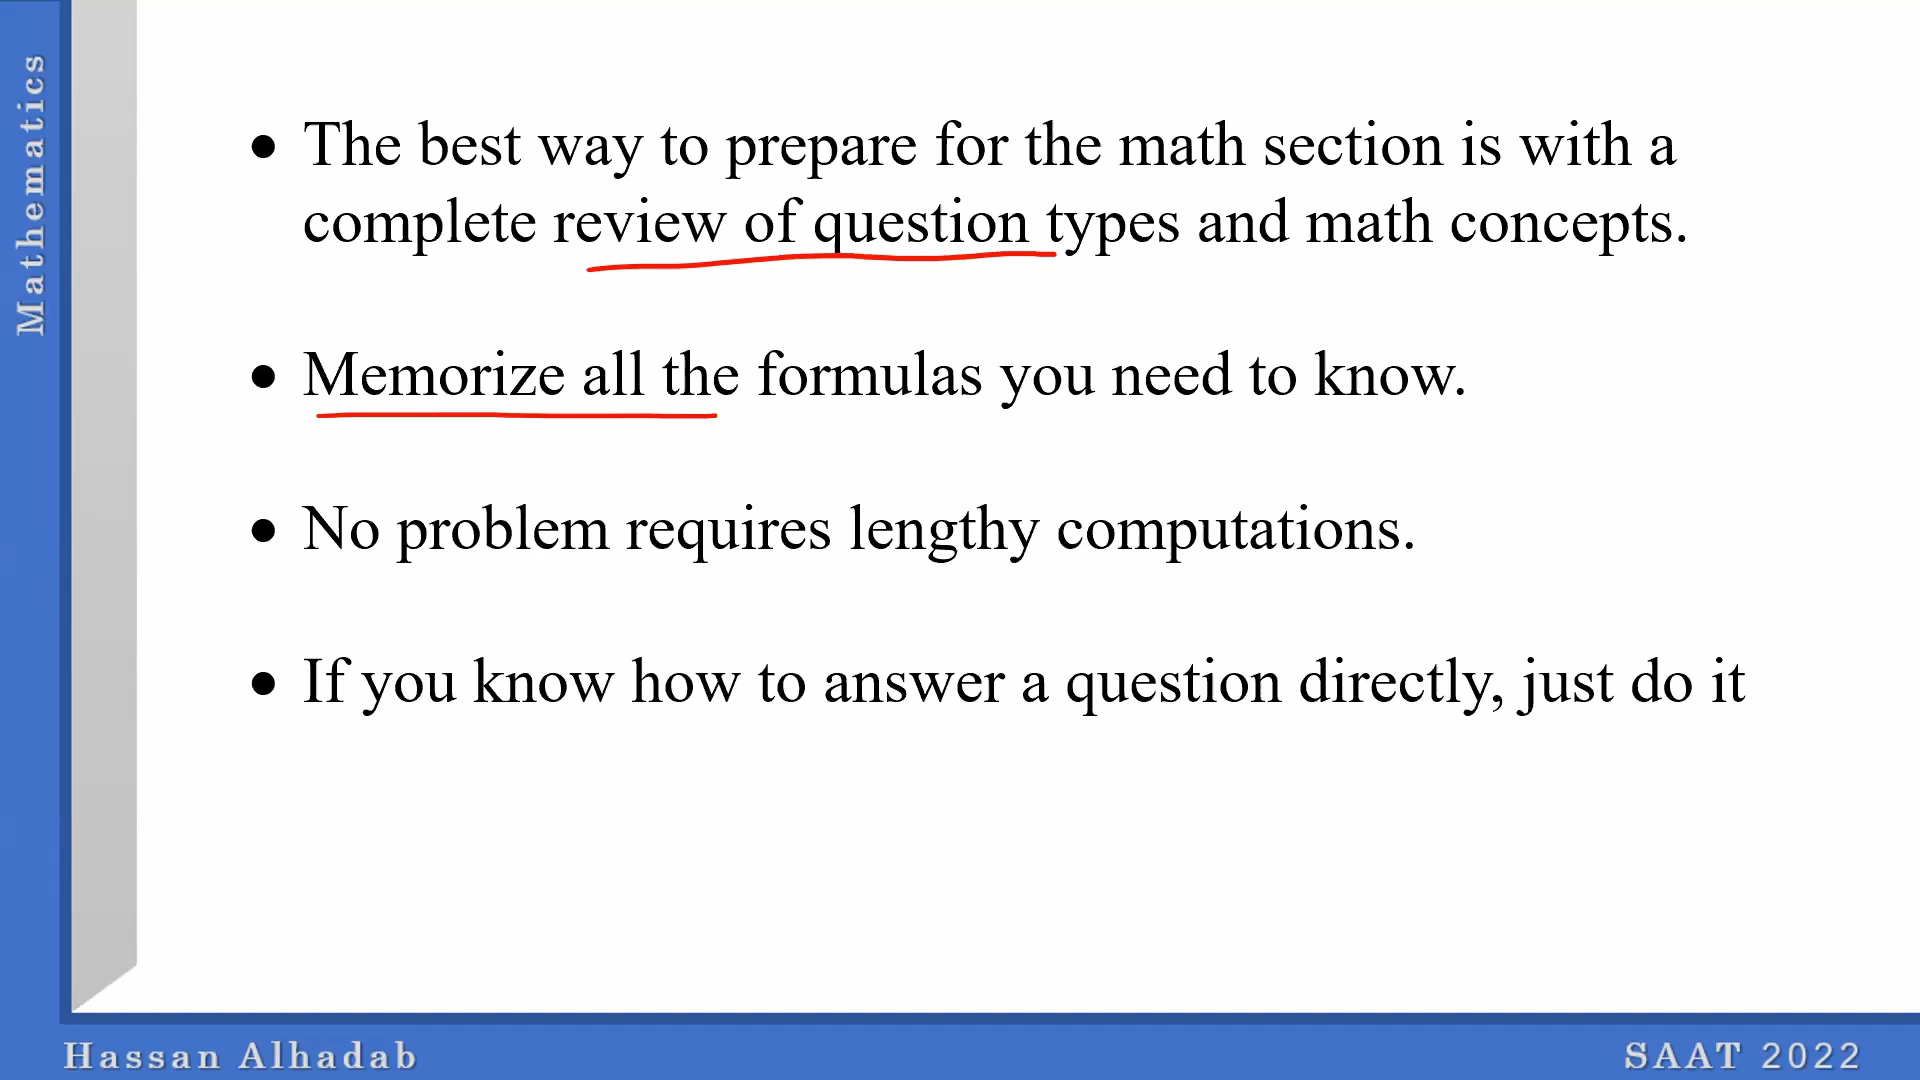 Mathematics
• The best way to prepare for the math section is with a
complete review of question types and math concepts.
• Memorize all the formulas you need to know.
• No problem requires lengthy computations.
• If you know how to answer a question directly, just do it
Hassan Alhadab
SAAT 2022